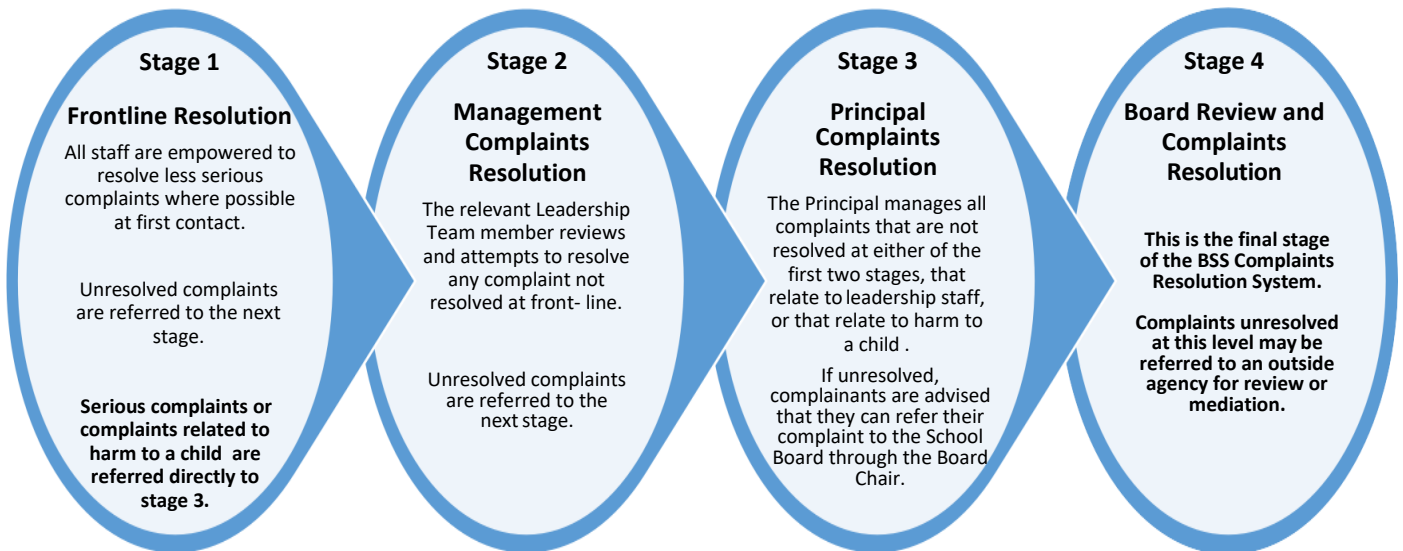 Stage 1
Frontline Resolution
All staff are empowered to
resolve less serious
complaints where possible
at first contact.
Unresolved complaints
are referred to the next
stage.
Serious complaints or
complaints related to
harm to a child are
referred directly to
stage 3.
Stage 2
Management
Complaints
Resolution
The relevant Leadership
Team member reviews
and attempts to resolve
any complaint not
resolved at front- line.
Unresolved complaints
are referred to the
next stage.
Stage 3
Principal
Complaints
Resolution
The Principal manages all
complaints that are not
resolved at either of the
first two stages, that
relate to leadership staff,
or that relate to harm to
a child .
If unresolved,
complainants are advised
that they can refer their
complaint to the School
Board through the Board
Chair.
Stage 4
Board Review and
Complaints
Resolution
This is the final stage
of the BSS Complaints
Resolution System.
Complaints unresolved
at this level may be
referred to an outside
agency for review or
mediation.